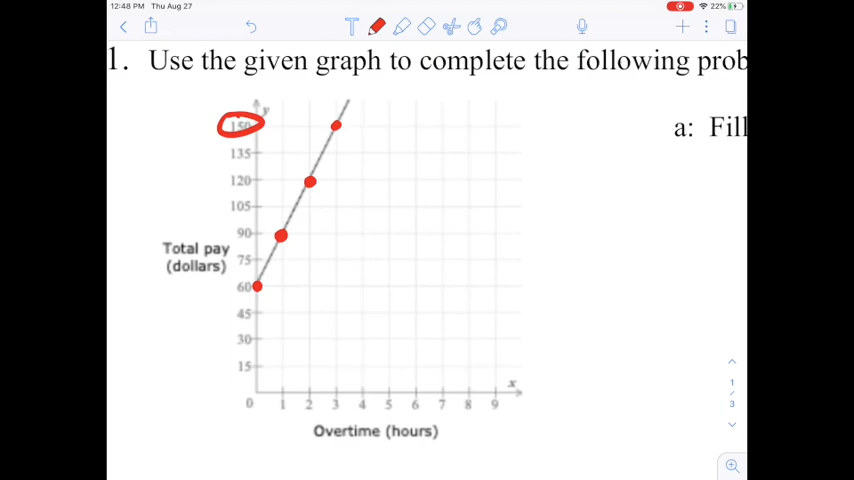 12:48 PM Thu Aug 27
22%
1. Use the given graph to complete the following prob
a: Fill
y
150
135
120
105
90
Total pay
(dollars)
75
60
45
30
15
x
0 1 2 3 4 5 6 7 8 9
Overtime (hours)
1
/
3